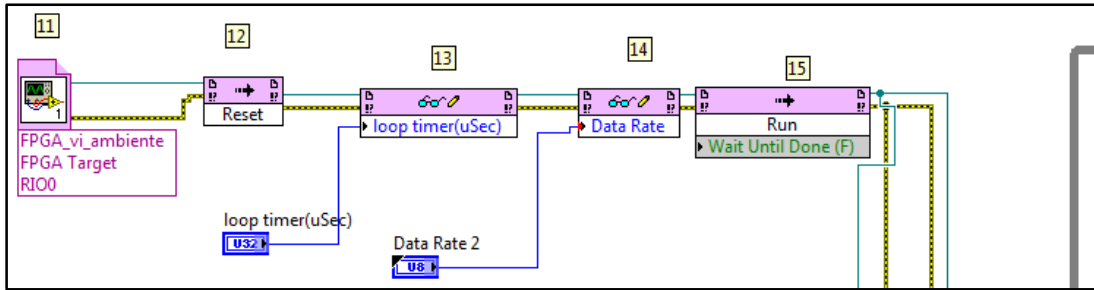 11
12
13
14
15
1
Reset
loop timer(uSec)
Data Rate
Run
Wait Until Done (F)
FPGA_vi_ambiente
FPGA Target
RIO0
loop timer(uSec)
U32
Data Rate 2
U8